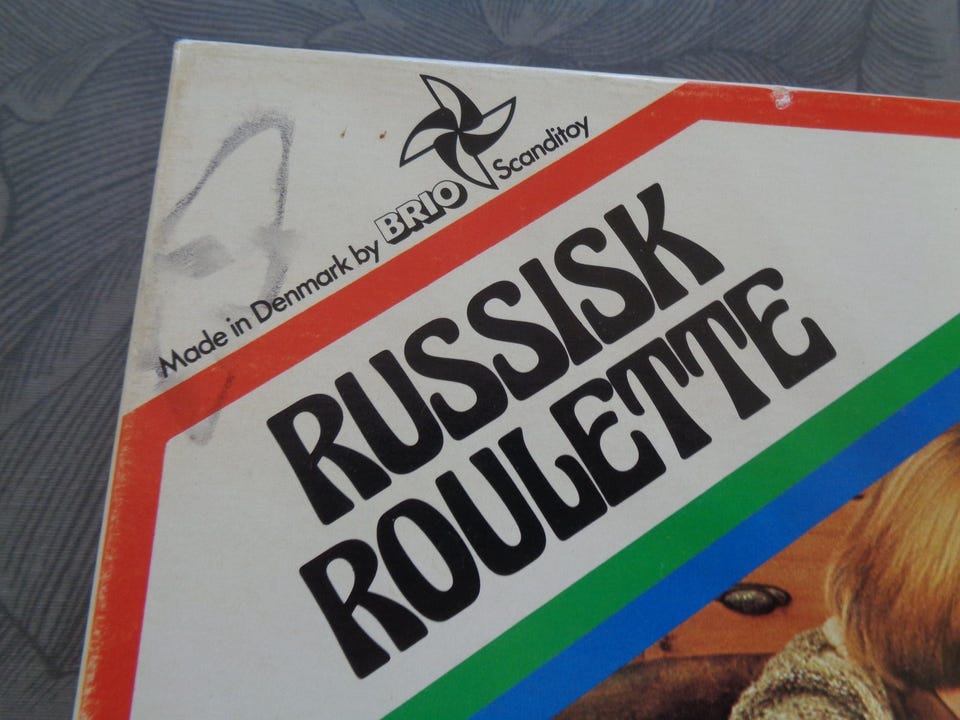 Made in Denmark by BRIO Scanditoy
RUSSISK
ROULETTE